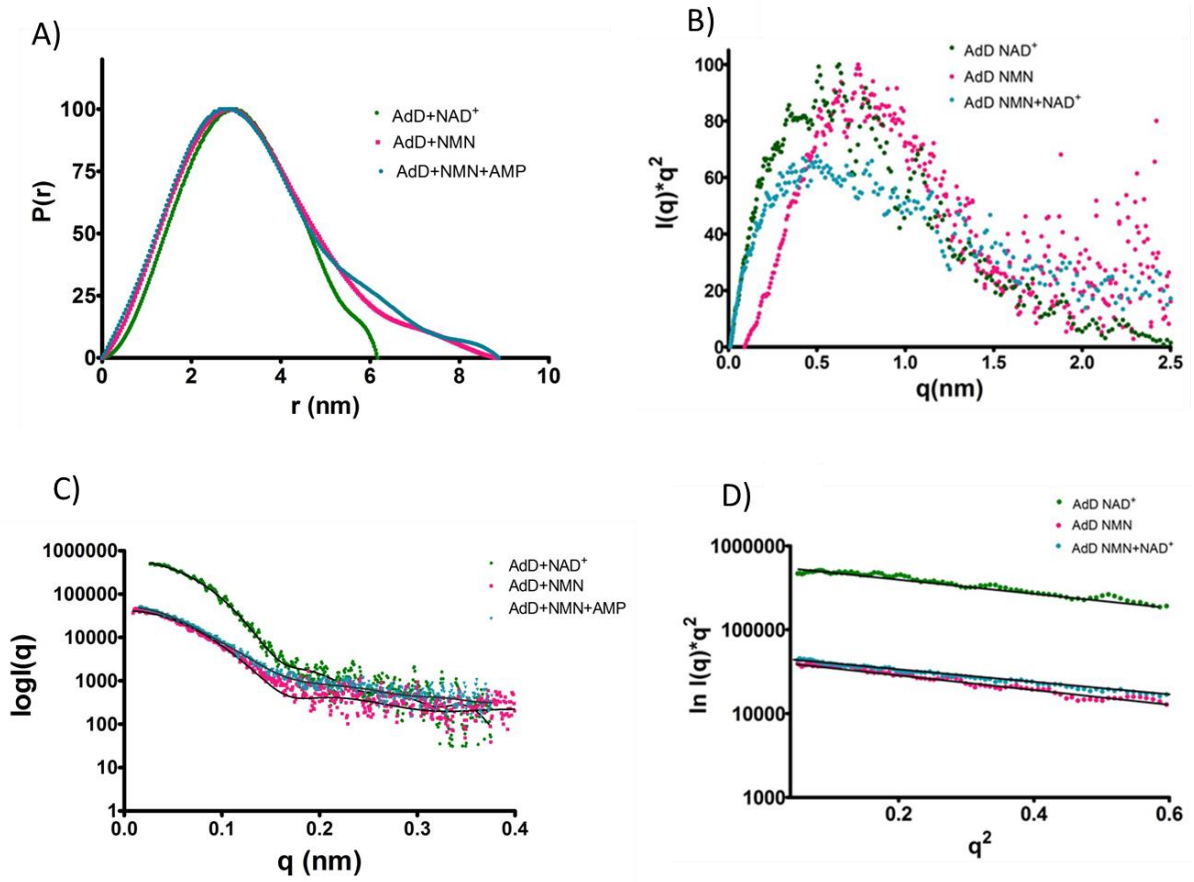 A)
P(r)
100
75
50
25
0
0 2 4 6 8 10
r (nm)
AdD+NAD+
AdD+NMN
AdD+NMN+AMP
B)
I(q)*q2
100
80
60
40
20
0
0.0 0.5 1.0 1.5 2.0 2.5
q(nm)
AdD NAD+
AdD NMN
AdD NMN+NAD+
C)
logI(q)
1000000
100000
10000
1000
100
10
1
0.0 0.1 0.2 0.3 0.4
q (nm)
AdD+NAD+
AdD+NMN
AdD+NMN+AMP
D)
ln I(q)*q2
1000000
100000
10000
1000
0.2 0.4 0.6
q2
AdD NAD+
AdD NMN
AdD NMN+NAD+